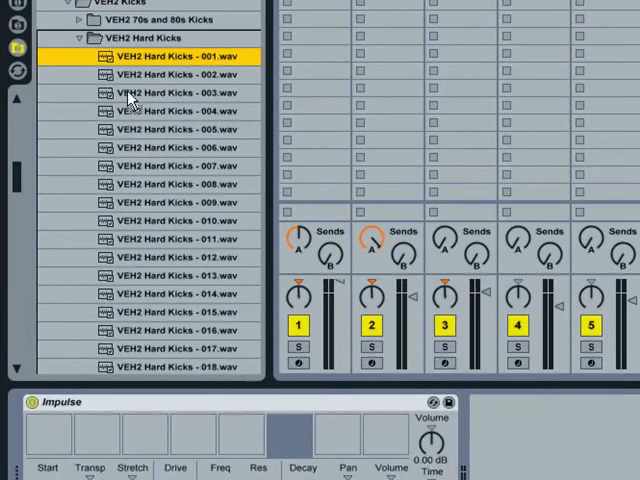 VEH2 Kicks
VEH2 70s and 80s Kicks
VEH2 Hard Kicks
VEH2 Hard Kicks - 001.wav
VEH2 Hard Kicks - 002.wav
VEH2 Hard Kicks - 003.wav
VEH2 Hard Kicks - 004.wav
VEH2 Hard Kicks - 005.wav
VEH2 Hard Kicks - 006.wav
VEH2 Hard Kicks - 007.wav
VEH2 Hard Kicks - 008.wav
VEH2 Hard Kicks - 009.wav
VEH2 Hard Kicks - 010.wav
VEH2 Hard Kicks - 011.wav
VEH2 Hard Kicks - 012.wav
VEH2 Hard Kicks - 013.wav
VEH2 Hard Kicks - 014.wav
VEH2 Hard Kicks - 015.wav
VEH2 Hard Kicks - 016.wav
VEH2 Hard Kicks - 017.wav
VEH2 Hard Kicks - 018.wav
Sends Sends Sends Sends Sends
A B A B A B A B A B
1 2 3 4 5
S S S S S
Impulse
Volume
0.00 dB
Start Transp Stretch Drive Freq Res Decay Pan Volume Time